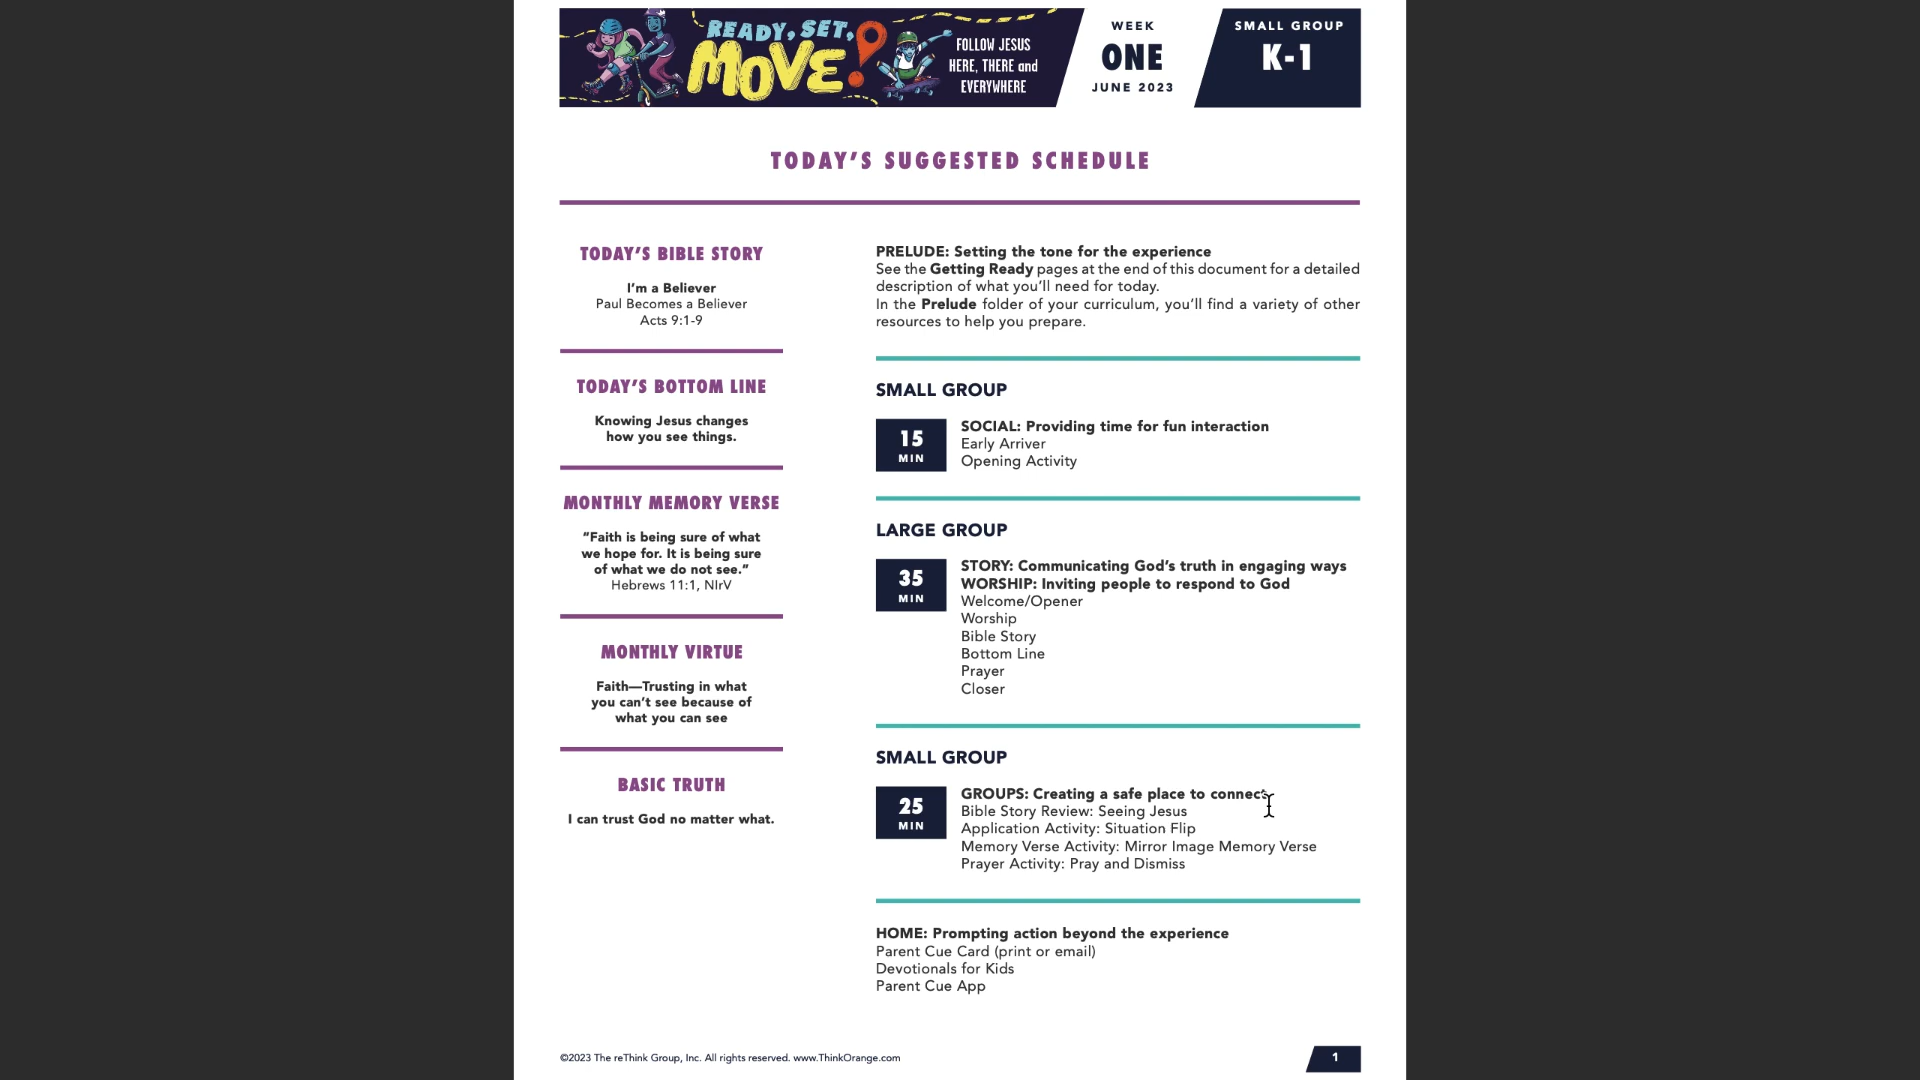 READY, SET,
MOVE!
FOLLOW JESUS
HERE, THERE and
EVERYWHERE
WEEK
ONE
JUNE 2023
SMALL GROUP
K-1
TODAY'S SUGGESTED SCHEDULE
TODAY'S BIBLE STORY
I'm a Believer
Paul Becomes a Believer
Acts 9:1-9
TODAY'S BOTTOM LINE
Knowing Jesus changes
how you see things.
MONTHLY MEMORY VERSE
"Faith is being sure of what
we hope for. It is being sure
of what we do not see."
Hebrews 11:1, NIrV
MONTHLY VIRTUE
Faith—Trusting in what
you can't see because of
what you can see
BASIC TRUTH
I can trust God no matter what.
PRELUDE: Setting the tone for the experience
See the Getting Ready pages at the end of this document for a detailed
description of what you'll need for today.
In the Prelude folder of your curriculum, you'll find a variety of other
resources to help you prepare.
SMALL GROUP
15
MIN
SOCIAL: Providing time for fun interaction
Early Arriver
Opening Activity
LARGE GROUP
35
MIN
STORY: Communicating God's truth in engaging ways
WORSHIP: Inviting people to respond to God
Welcome/Opener
Worship
Bible Story
Bottom Line
Prayer
Closer
SMALL GROUP
25
MIN
GROUPS: Creating a safe place to connect
Bible Story Review: Seeing Jesus
Application Activity: Situation Flip
Memory Verse Activity: Mirror Image Memory Verse
Prayer Activity: Pray and Dismiss
HOME: Prompting action beyond the experience
Parent Cue Card (print or email)
Devotionals for Kids
Parent Cue App
©2023 The reThink Group, Inc. All rights reserved. www.ThinkOrange.com
1